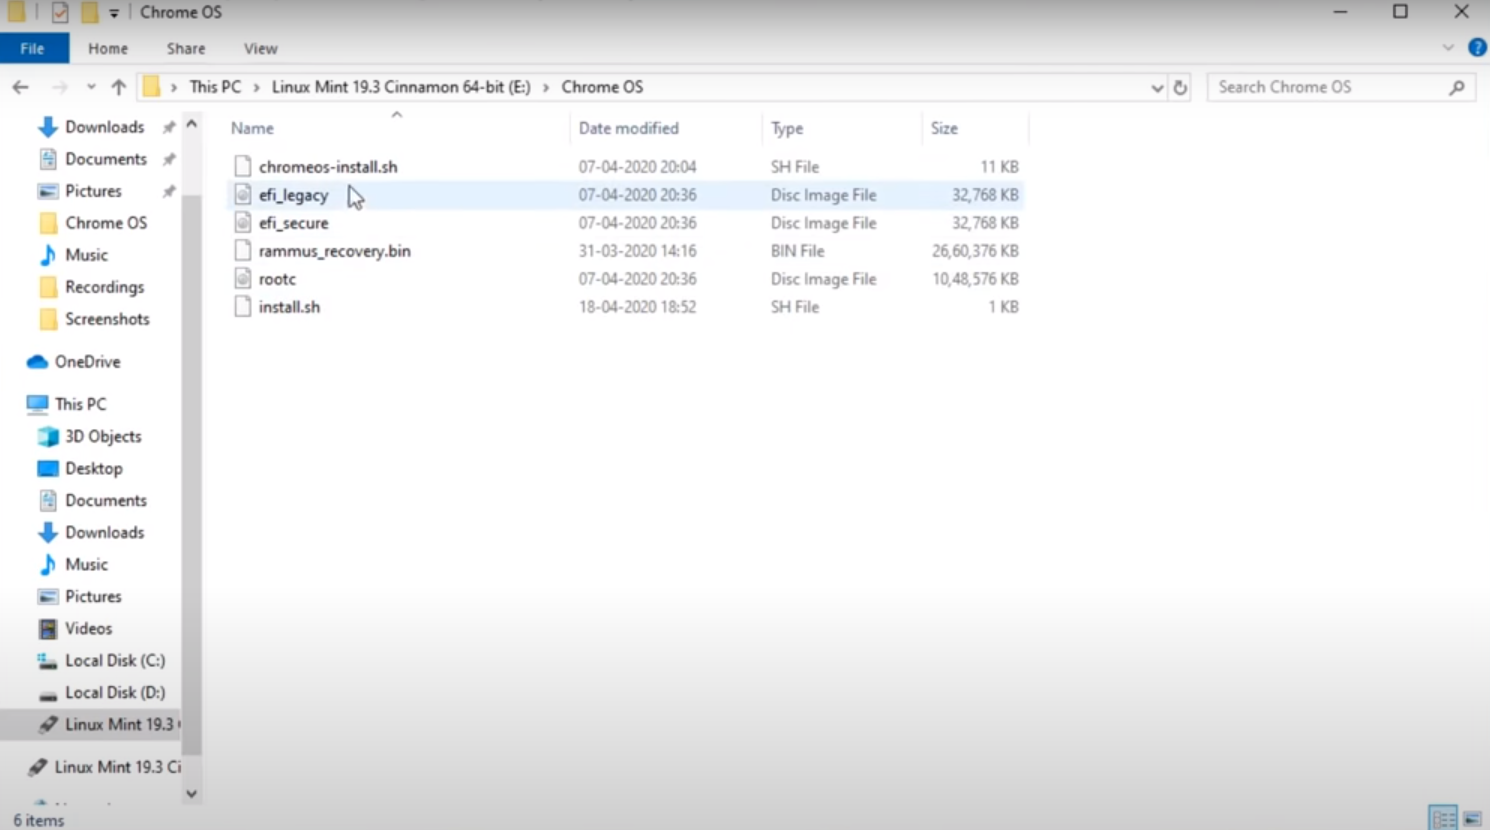 Chrome OS
File Home Share View
This PC Linux Mint 19.3 Cinnamon 64-bit (E:) Chrome OS Search Chrome OS
Downloads
Documents
Pictures
Chrome OS
Music
Recordings
Screenshots
OneDrive
This PC
3D Objects
Desktop
Documents
Downloads
Music
Pictures
Videos
Local Disk (C:)
Local Disk (D:)
Linux Mint 19.3
Linux Mint 19.3 Ci
Name Date modified Type Size
chromeos-install.sh 07-04-2020 20:04 SH File 11 KB
efi_legacy 07-04-2020 20:36 Disc Image File 32,768 KB
efi_secure 07-04-2020 20:36 Disc Image File 32,768 KB
rammus_recovery.bin 31-03-2020 14:16 BIN File 26,60,376 KB
rootc 07-04-2020 20:36 Disc Image File 10,48,576 KB
install.sh 18-04-2020 18:52 SH File 1 KB
6 items